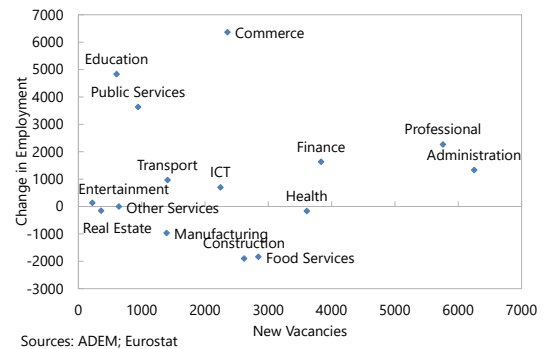 7000
6000
5000
4000
3000
2000
1000
0
-1000
-2000
-3000
Change in Employment
Commerce
Education
Public Services
Professional
Finance
Administration
Transport
ICT
Entertainment
Health
Other Services
Real Estate
Manufacturing
Construction
Food Services
0 1000 2000 3000 4000 5000 6000 7000
New Vacancies
Sources: ADEM; Eurostat